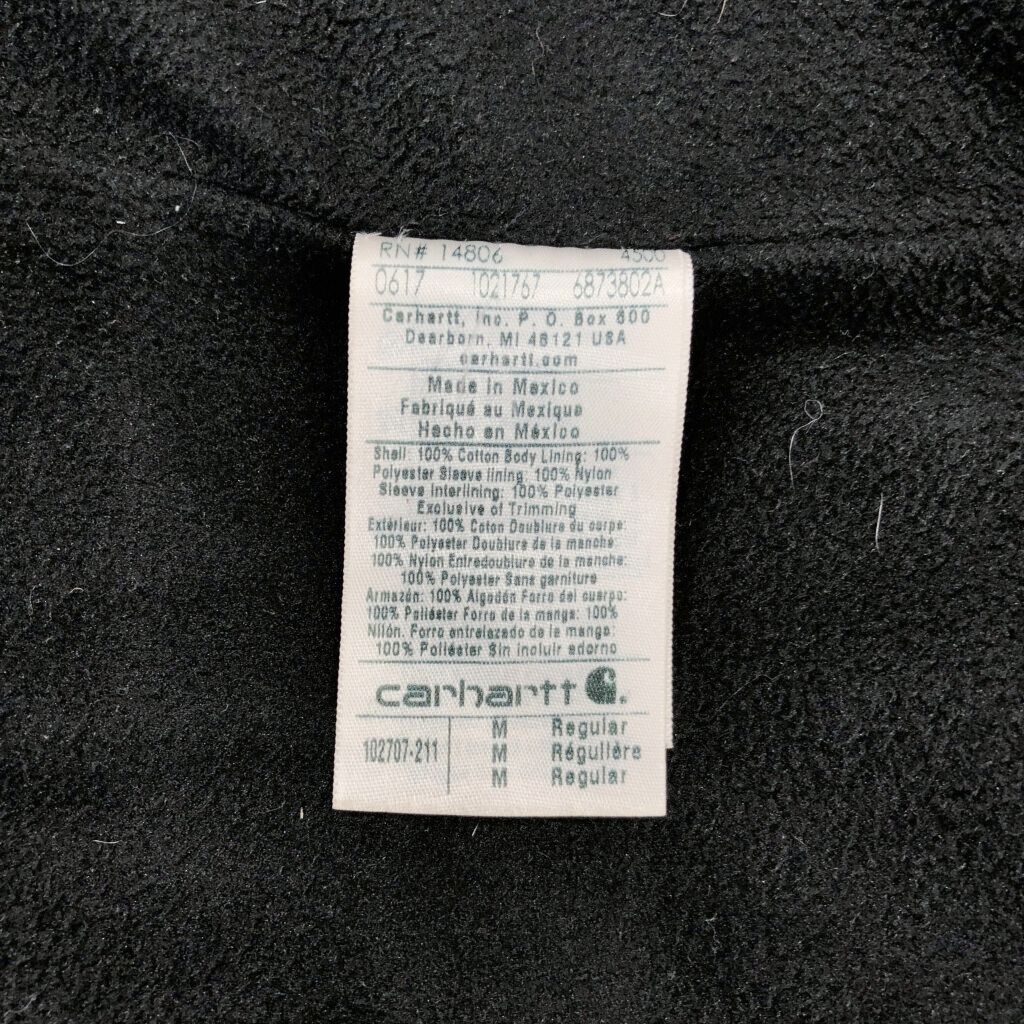 RN# 14806 4500
0617 1021767 6873802A
Carhartt, Inc. P. O. Box 600
Dearborn, MI 48121 USA
carhartt.com
Made in Mexico
Fabriqué au Mexique
Hecho en México
Shell: 100% Cotton Body Lining: 100%
Polyester Sleeve lining: 100% Nylon
Sleeve Interlining: 100% Polyester
Exclusive of Trimming
Extérieur: 100% Coton Doublure du corps:
100% Polyester Doublure de la manche:
100% Nylon Entredoublure de la manche:
100% Polyester Sans garniture
Armazón: 100% Algodón Forro del cuerpo:
100% Poliéster Forro de la manga: 100%
Nilón. Forro entrelazado de la manga:
100% Poliéster Sin incluir adorno
carhartt
102707-211
M Regular
M Régulière
M Regular